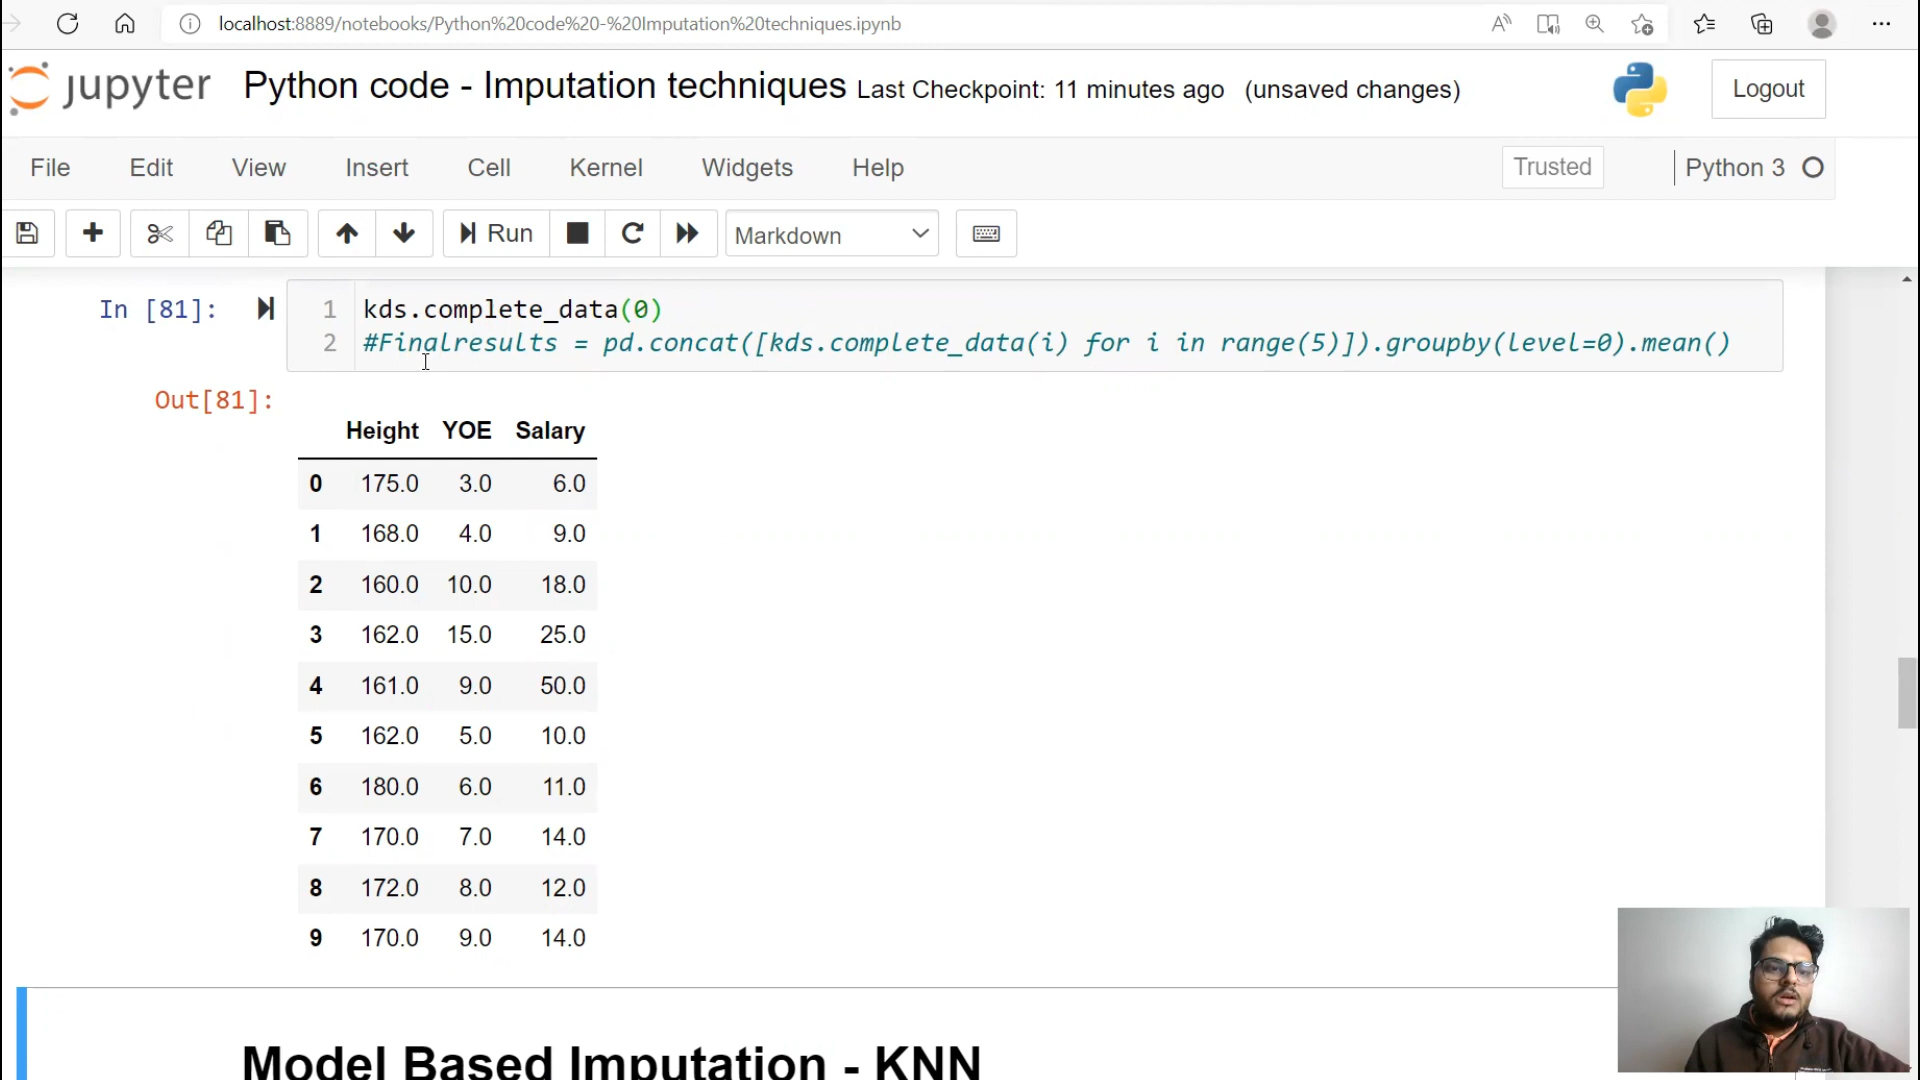 localhost:8889/notebooks/Python%20code%20-%20Imputation%20techniques.ipynb
jupyter Python code - Imputation techniques Last Checkpoint: 11 minutes ago (unsaved changes) Logout
File Edit View Insert Cell Kernel Widgets Help Trusted Python 3
Run Markdown
In [81]: 1 kds.complete_data(0)
2 #Finalresults = pd.concat([kds.complete_data(i) for i in range(5)]).groupby(level=0).mean()
Out[81]:
Height YOE Salary
0 175.0 3.0 6.0
1 168.0 4.0 9.0
2 160.0 10.0 18.0
3 162.0 15.0 25.0
4 161.0 9.0 50.0
5 162.0 5.0 10.0
6 180.0 6.0 11.0
7 170.0 7.0 14.0
8 172.0 8.0 12.0
9 170.0 9.0 14.0
Model Based Imputation - KNN